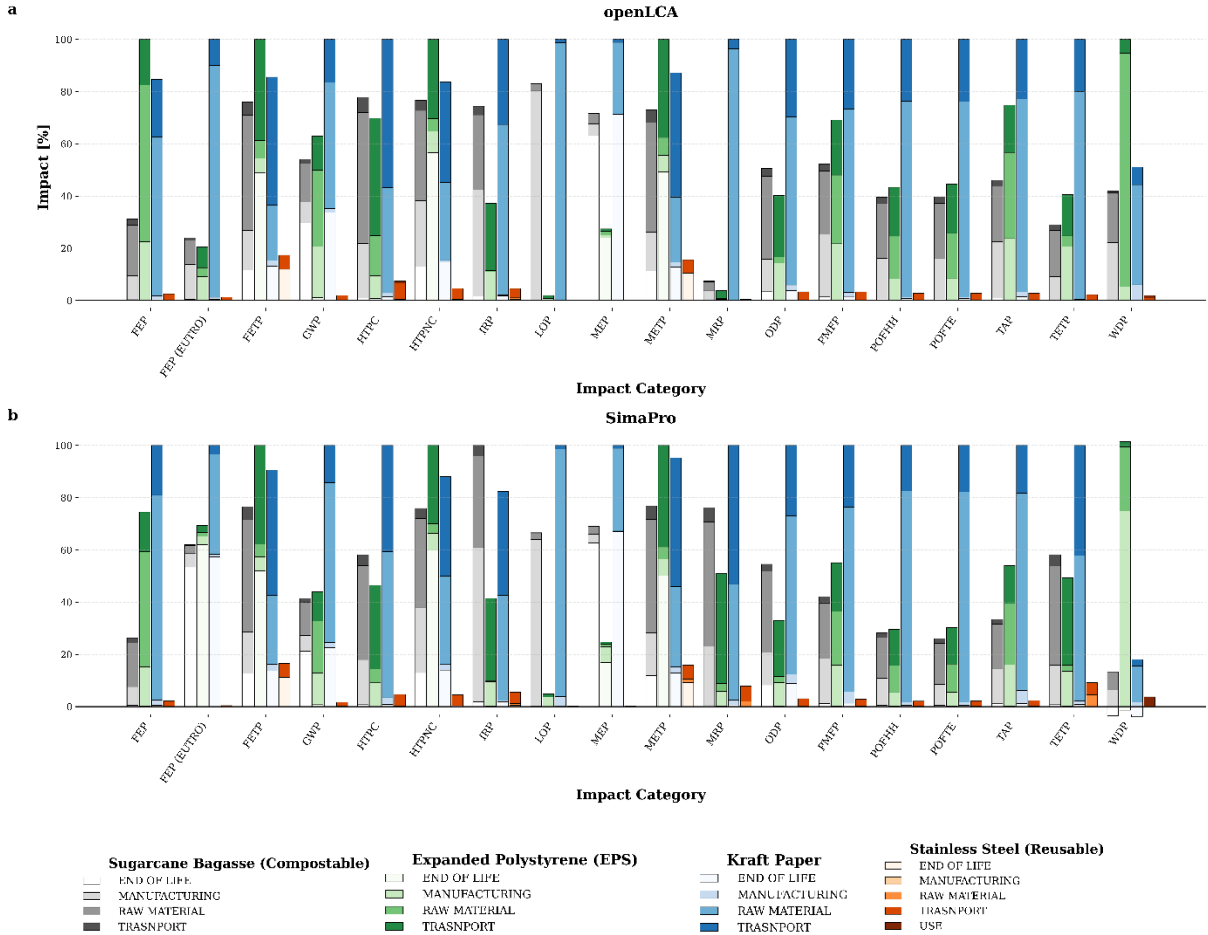 a
openLCA
Impact [%]
100
80
60
40
20
0
FEP
FEP (EUTRO)
FETP
GWP
HTPC
HTPNC
IRP
LOP
MEP
METP
MRP
ODP
PMFP
POFHH
POFTE
TAP
TETP
WDP
Impact Category
b
SimaPro
100
80
60
40
20
0
FEP
FEP (EUTRO)
FETP
GWP
HTPC
HTPNC
IRP
LOP
MEP
METP
MRP
ODP
PMFP
POFHH
POFTE
TAP
TETP
WDP
Impact Category
Sugarcane Bagasse (Compostable)
END OF LIFE
MANUFACTURING
RAW MATERIAL
TRASNPORT
Expanded Polystyrene (EPS)
END OF LIFE
MANUFACTURING
RAW MATERIAL
TRASNPORT
Kraft Paper
END OF LIFE
MANUFACTURING
RAW MATERIAL
TRASNPORT
Stainless Steel (Reusable)
END OF LIFE
MANUFACTURING
RAW MATERIAL
TRASNPORT
USE